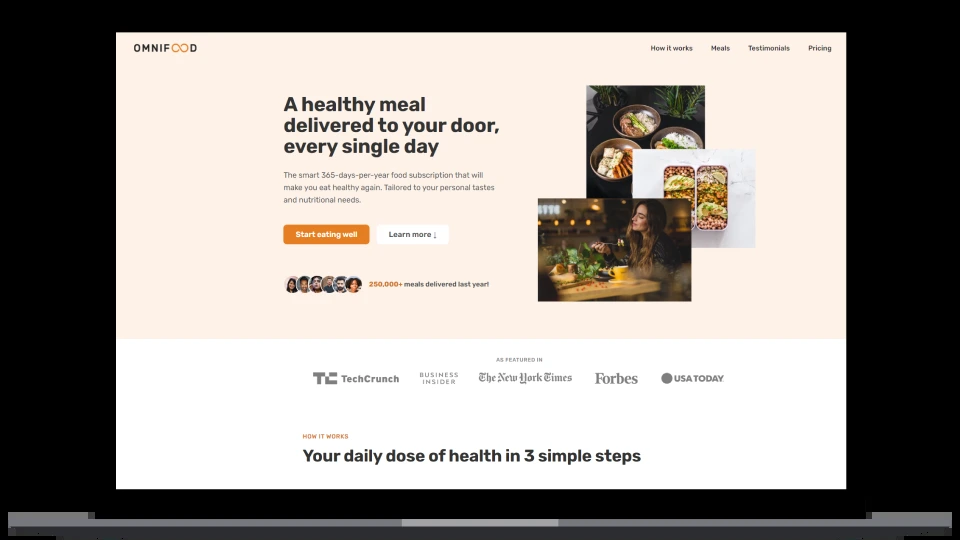 OMNIFOOD
How it works
Meals
Testimonials
Pricing
A healthy meal
delivered to your door,
every single day
The smart 365-days-per-year food subscription that will
make you eat healthy again. Tailored to your personal tastes
and nutritional needs.
Start eating well
Learn more ↓
250,000+ meals delivered last year!
AS FEATURED IN
TechCrunch
BUSINESS
INSIDER
The New York Times
Forbes
USA TODAY
HOW IT WORKS
Your daily dose of health in 3 simple steps